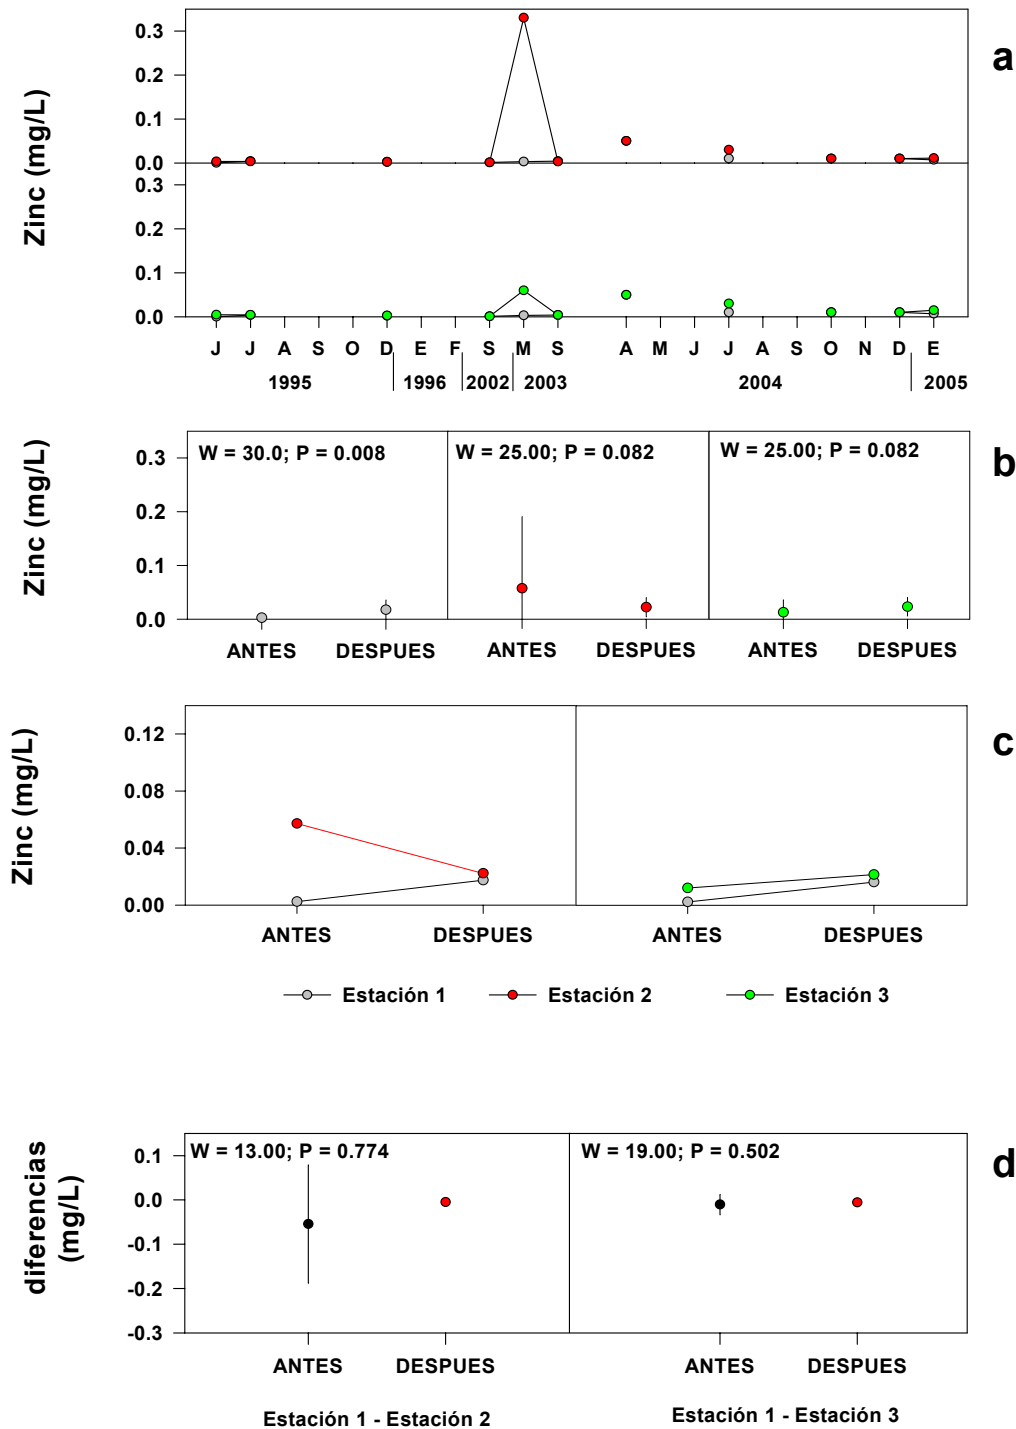 a
Zinc (mg/L)
0.3
0.2
0.1
0.0
0.3
0.2
0.1
0.0
J J A S O D E F S M S A M J J A S O N D E
1995 1996 2002 2003 2004 2005
b
Zinc (mg/L)
0.3
0.2
0.1
0.0
W = 30.0; P = 0.008
W = 25.00; P = 0.082
W = 25.00; P = 0.082
ANTES DESPUES ANTES DESPUES ANTES DESPUES
c
Zinc (mg/L)
0.12
0.08
0.04
0.00
ANTES DESPUES ANTES DESPUES
Estación 1 Estación 2 Estación 3
d
diferencias
(mg/L)
0.1
0.0
-0.1
-0.2
-0.3
W = 13.00; P = 0.774
W = 19.00; P = 0.502
ANTES DESPUES ANTES DESPUES
Estación 1 - Estación 2 Estación 1 - Estación 3